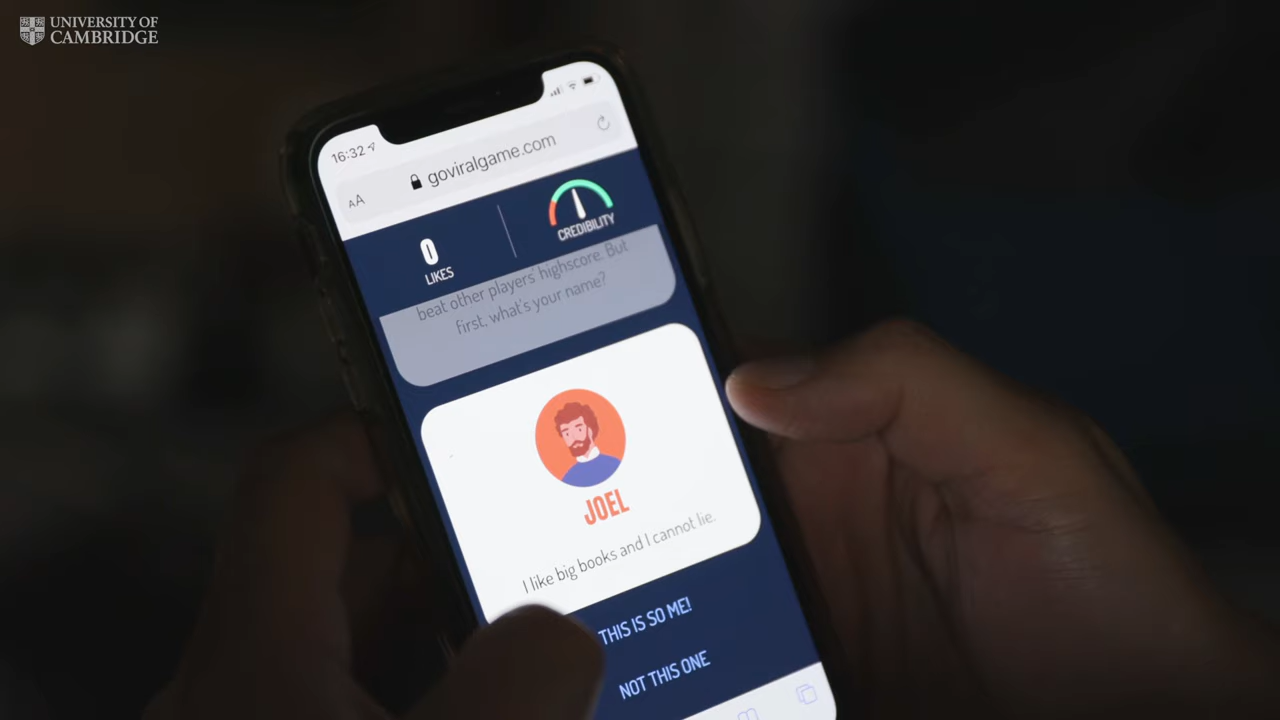 UNIVERSITY OF
CAMBRIDGE
16:32
AA
goviralgame.com
0
LIKES
CREDIBILITY
beat other players' highscore. But
first, what's your name?
JOEL
I like big books and I cannot lie.
THIS IS SO ME!
NOT THIS ONE